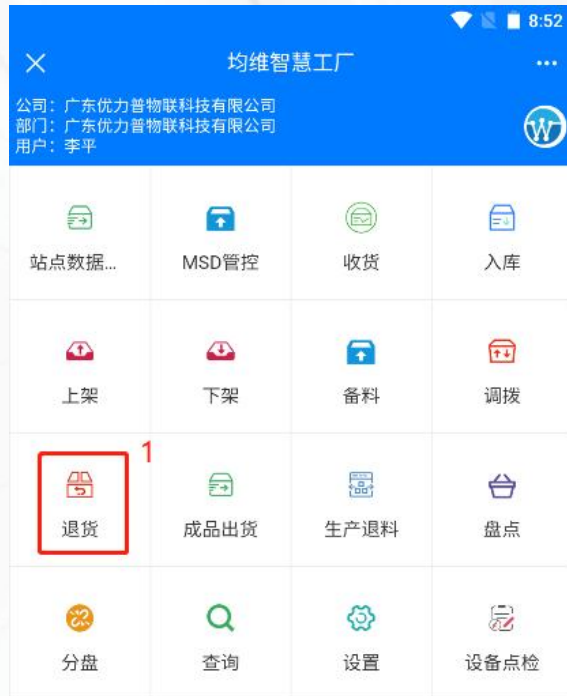 8:52
均维智慧工厂
公司：广东优力普物联科技有限公司
部门：广东优力普物联科技有限公司
用户：李平
站点数据... MSD管控 收货 入库
上架 下架 备料 调拨
1
退货 成品出货 生产退料 盘点
分盘 查询 设置 设备点检